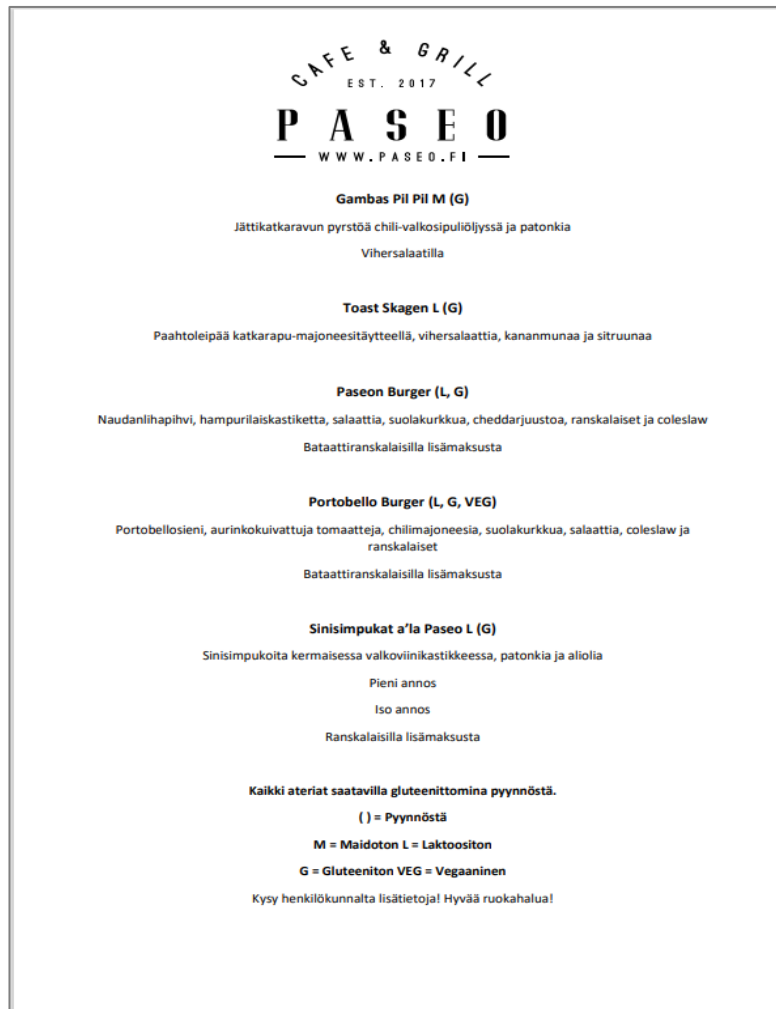 CAFE & GRILL
EST. 2017
PASEO
WWW.PASEO.FI
Gambas Pil Pil M (G)
Jättikatkaravun pyrstöä chili-valkosipuliöljyssä ja patonkia
Vihersalaatilla
Toast Skagen L (G)
Paahtoleipää katkarapu-majoneesitäytteellä, vihersalaattia, kananmunaa ja sitruunaa
Paseon Burger (L, G)
Naudanlihapihvi, hampurilaiskastiketta, salaattia, suolakurkkua, cheddarjuustoa, ranskalaiset ja coleslaw
Bataattiranskalaisilla lisämaksusta
Portobello Burger (L, G, VEG)
Portobellosieni, aurinkokuivattuja tomaatteja, chilimajoneesia, suolakurkkua, salaattia, coleslaw ja
ranskalaiset
Bataattiranskalaisilla lisämaksusta
Sinisimpukat a’la Paseo L (G)
Sinisimpukoita kermaisessa valkoviinikastikkeessa, patonkia ja aliolia
Pieni annos
Iso annos
Ranskalaisilla lisämaksusta
Kaikki ateriat saatavilla gluteenittomina pyynnöstä.
( ) = Pyynnöstä
M = Maidoton L = Laktoositon
G = Gluteeniton VEG = Vegaaninen
Kysy henkilökunnalta lisätietoja! Hyvää ruokahalua!